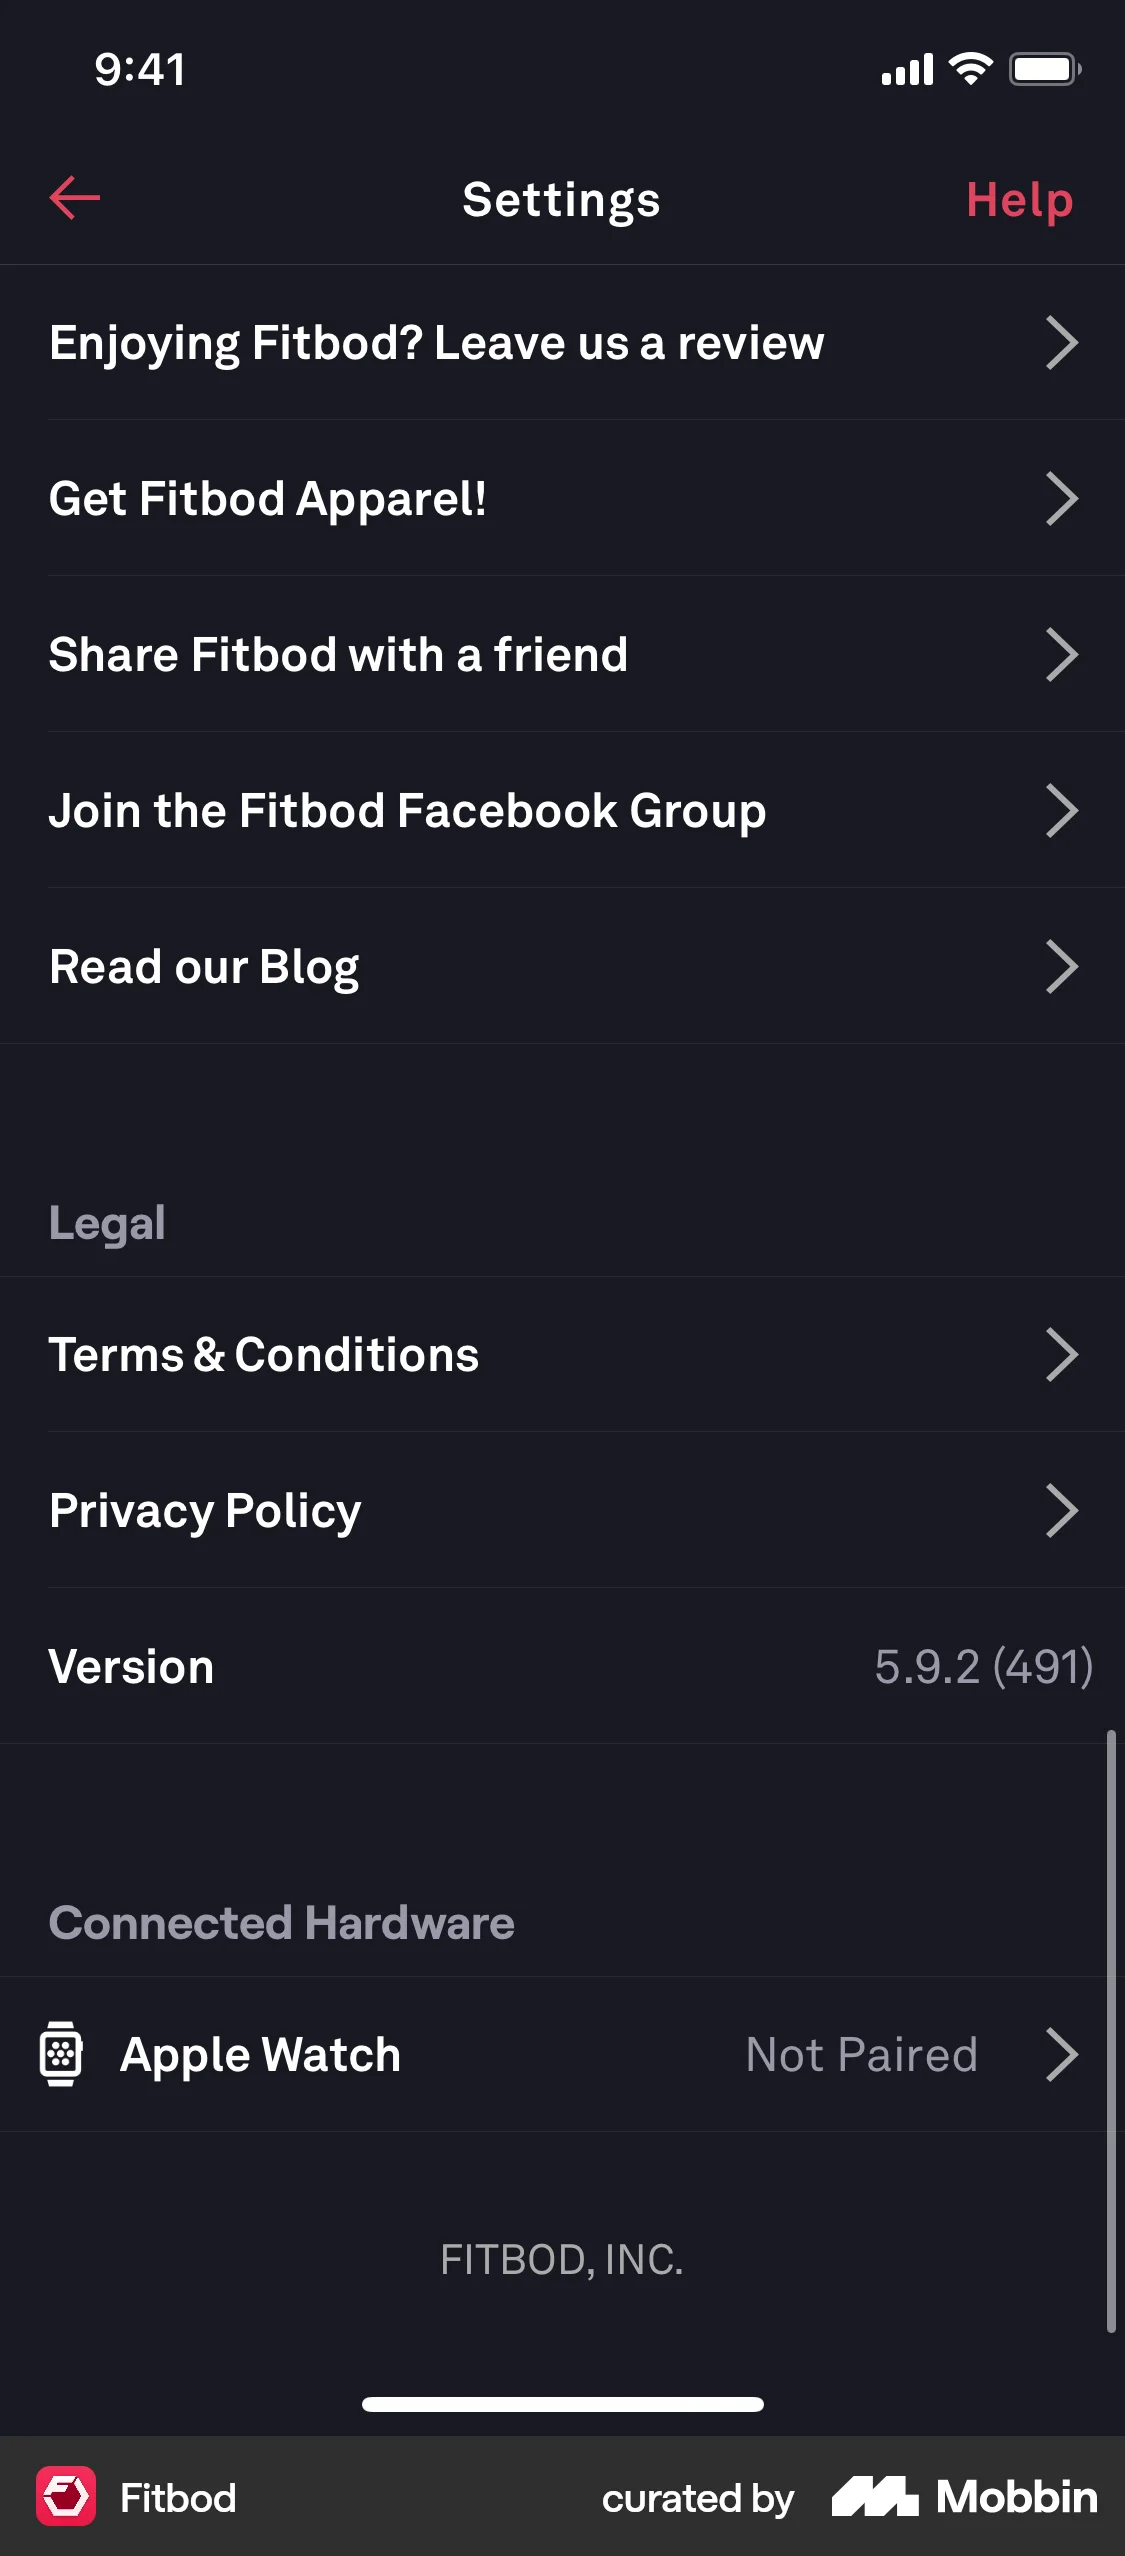 9:41
Settings
Help
Enjoying Fitbod? Leave us a review
Get Fitbod Apparel!
Share Fitbod with a friend
Join the Fitbod Facebook Group
Read our Blog
Legal
Terms & Conditions
Privacy Policy
Version 5.9.2 (491)
Connected Hardware
Apple Watch Not Paired
FITBOD, INC.
Fitbod curated by Mobbin